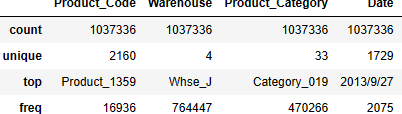 Product_Code Warehouse Product_Category Date
count 1037336 1037336 1037336 1037336
unique 2160 4 33 1729
top Product_1359 Whse_J Category_019 2013/9/27
freq 16936 764447 470266 2075